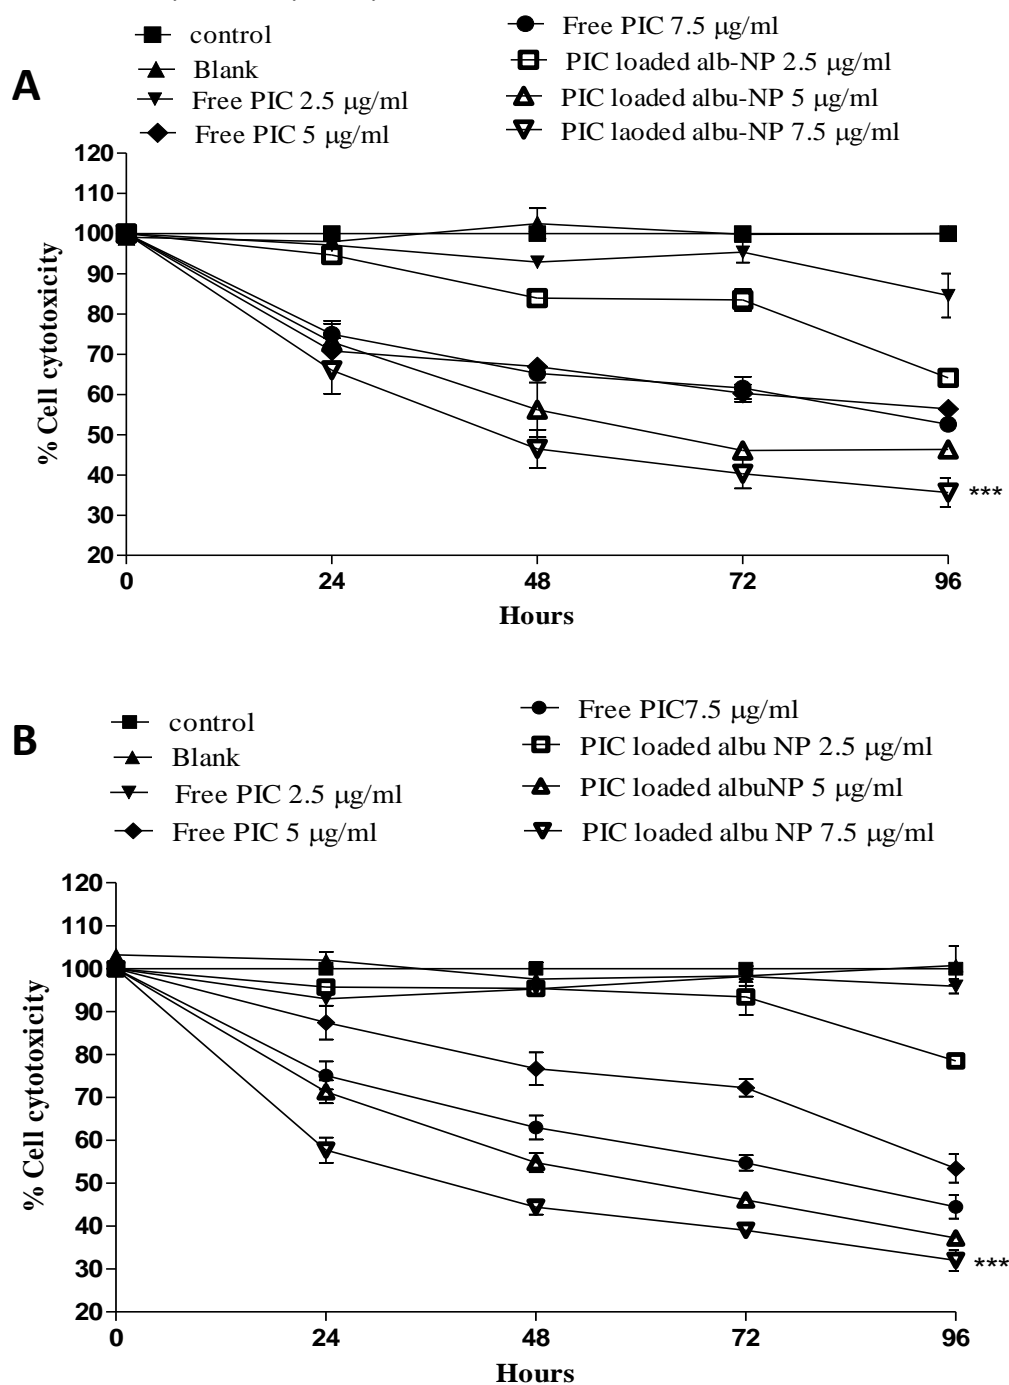 A
control
Blank
Free PIC 2.5 μg/ml
Free PIC 5 μg/ml
Free PIC 7.5 μg/ml
PIC loaded alb-NP 2.5 μg/ml
PIC loaded albu-NP 5 μg/ml
PIC laoded albu-NP 7.5 μg/ml
% Cell cytotoxicity
120
110
100
90
80
70
60
50
40
30
20
***
0 24 48 72 96
Hours
B
control
Blank
Free PIC 2.5 μg/ml
Free PIC 5 μg/ml
Free PIC7.5 μg/ml
PIC loaded albu NP 2.5 μg/ml
PIC loaded albuNP 5 μg/ml
PIC loaded albu NP 7.5 μg/ml
% Cell cytotoxicity
120
110
100
90
80
70
60
50
40
30
20
***
0 24 48 72 96
Hours